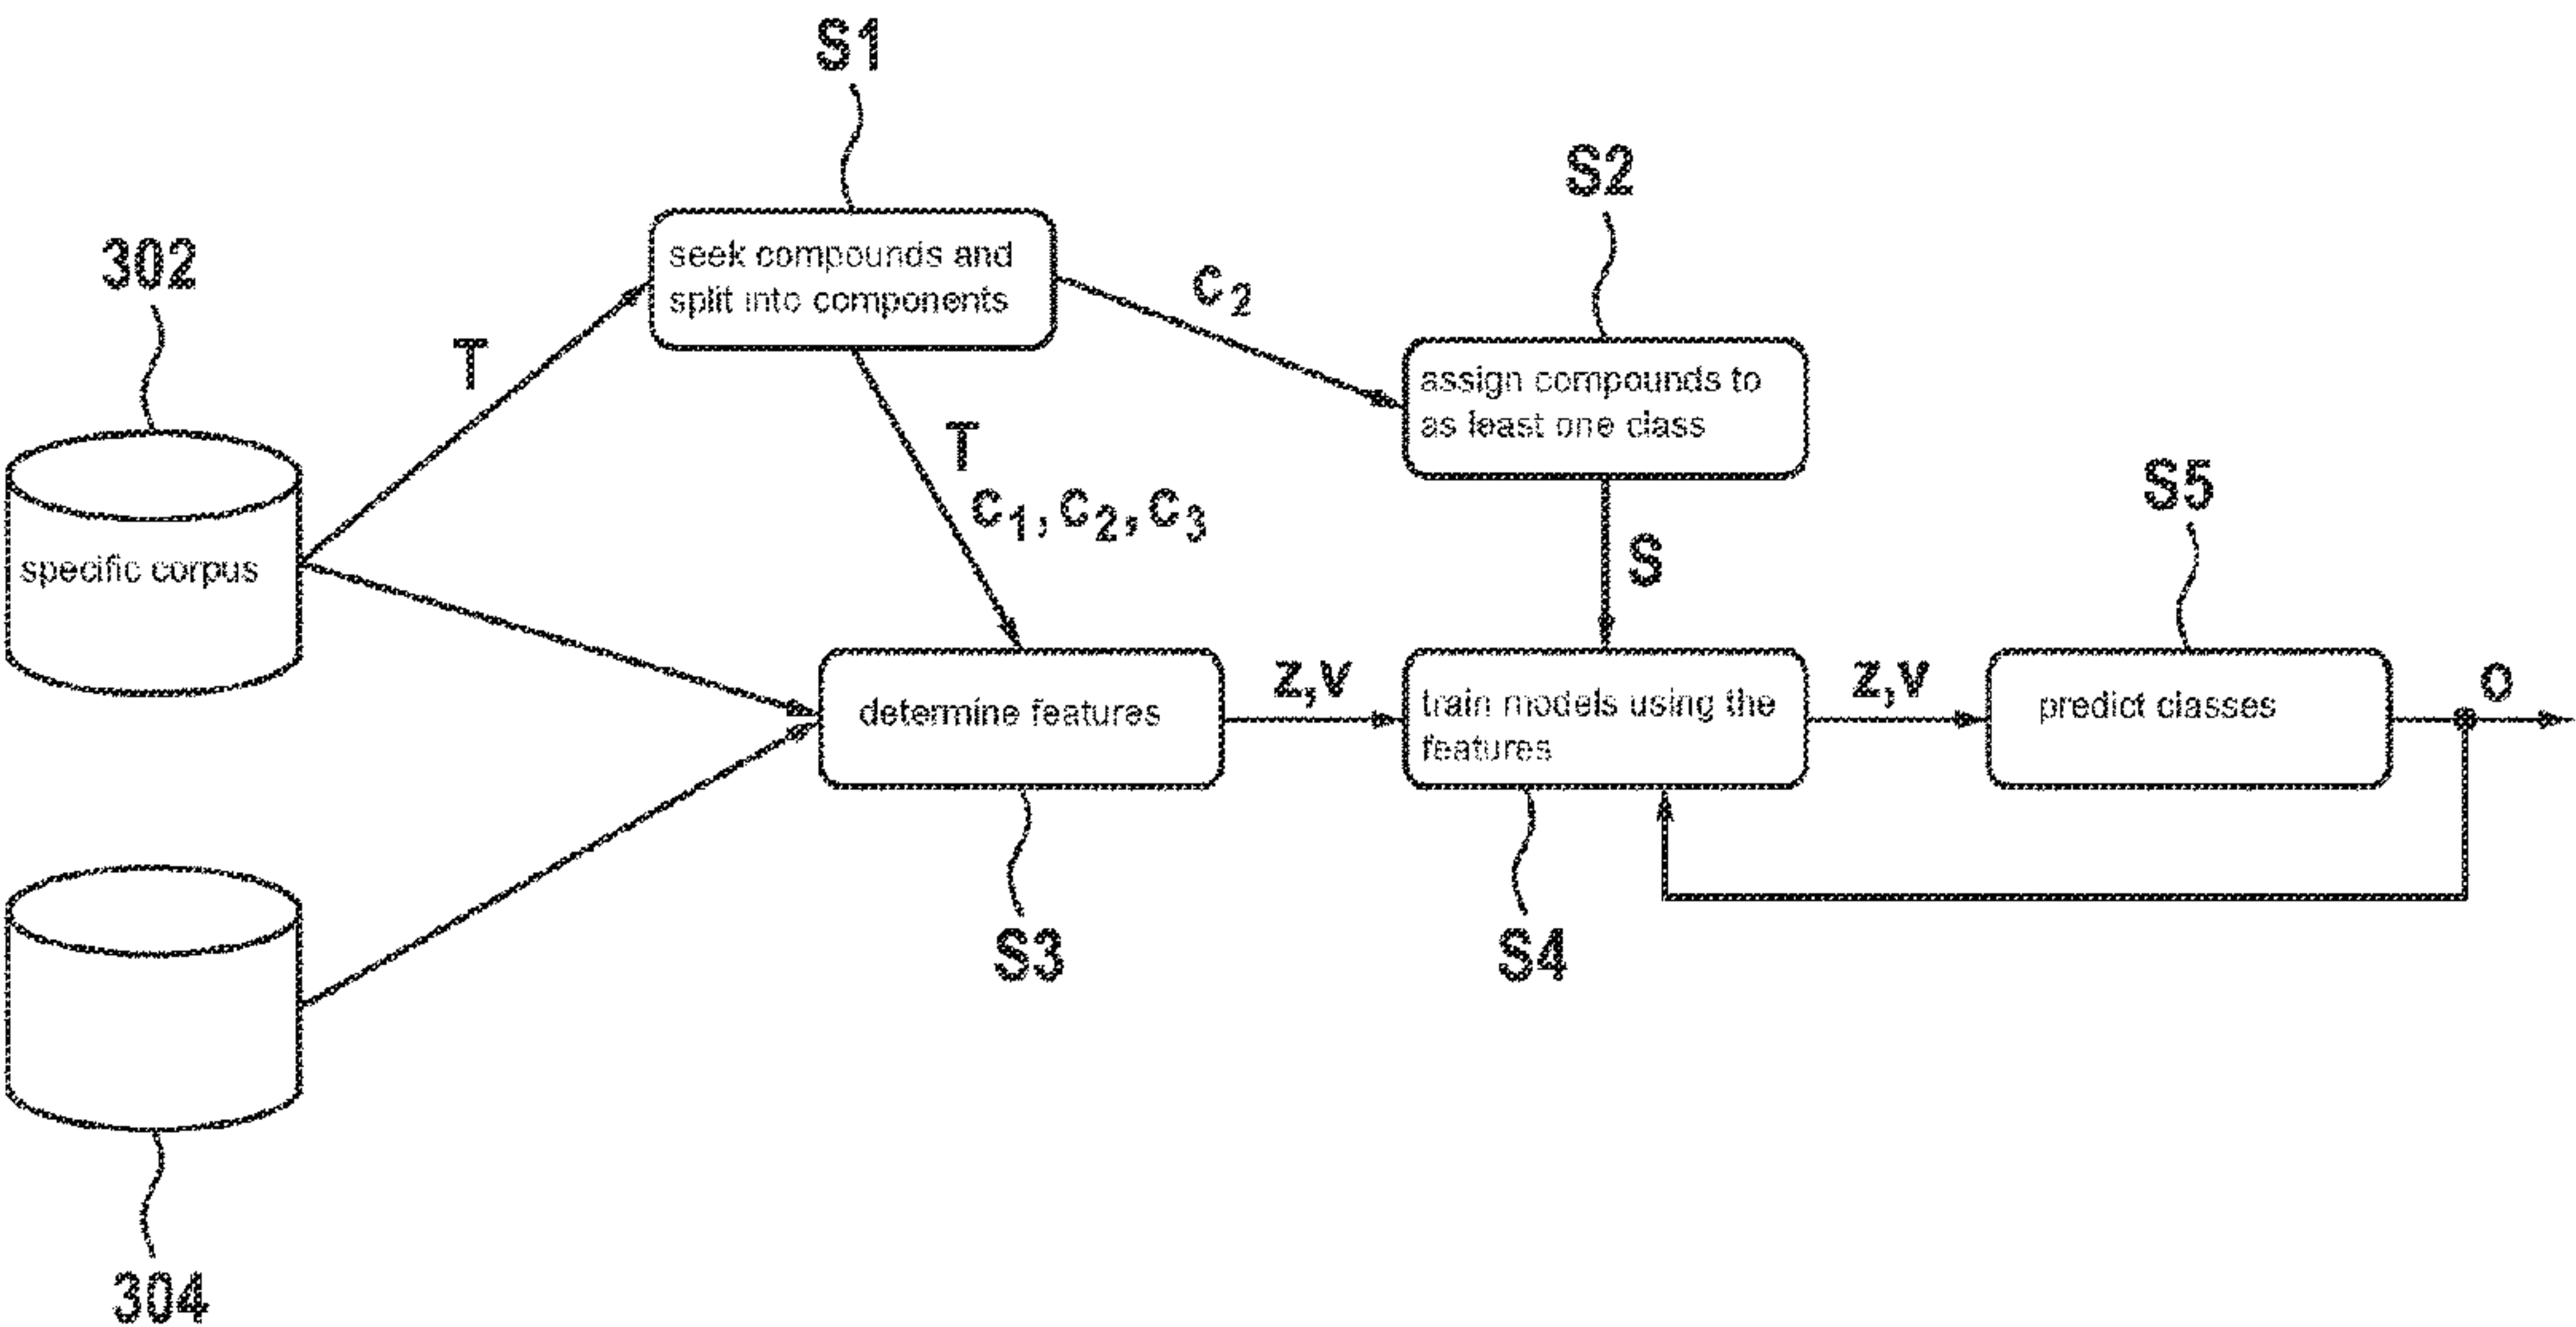 S1
S2
302
seek compounds and
split into components
C2
T
assign compounds to
as least one class
T
C1, C2, C3
S5
specific corpus
S
determine features
z,v
train models using the
features
z,v
predict classes
O
S3
S4
304